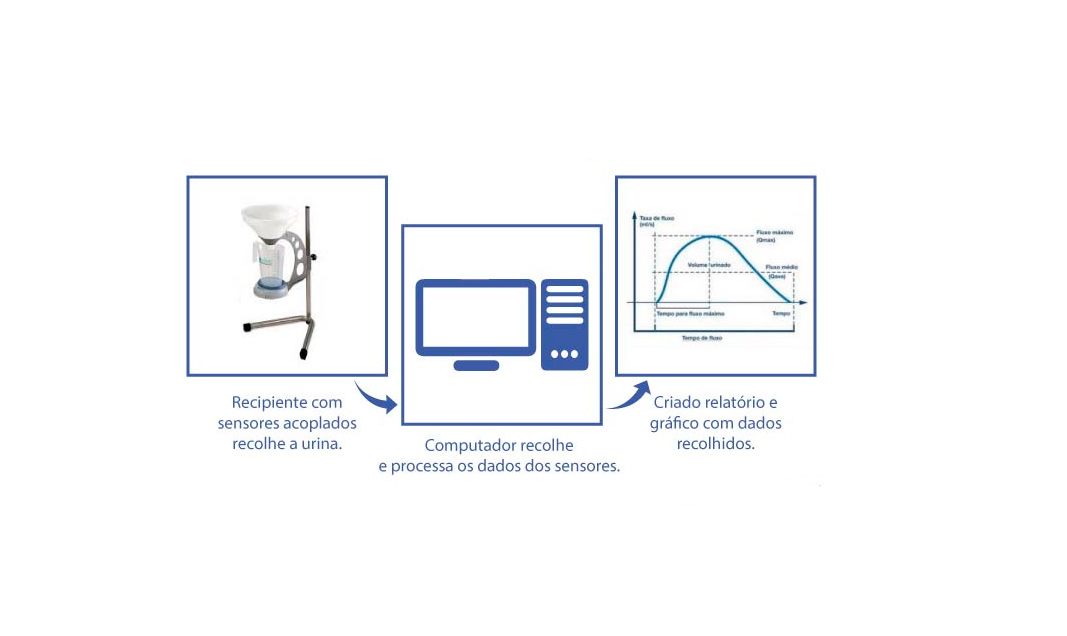 Recipiente com
sensores acoplados
recolhe a urina.
Computador recolhe
e processa os dados dos sensores.
Taxa de fluxo
(ml/s)
Fluxo máximo
(Qmax)
Volume urinado
Fluxo médio
(Qave)
Tempo para fluxo máximo
Tempo
Tempo de fluxo
Criado relatório e
gráfico com dados
recolhidos.